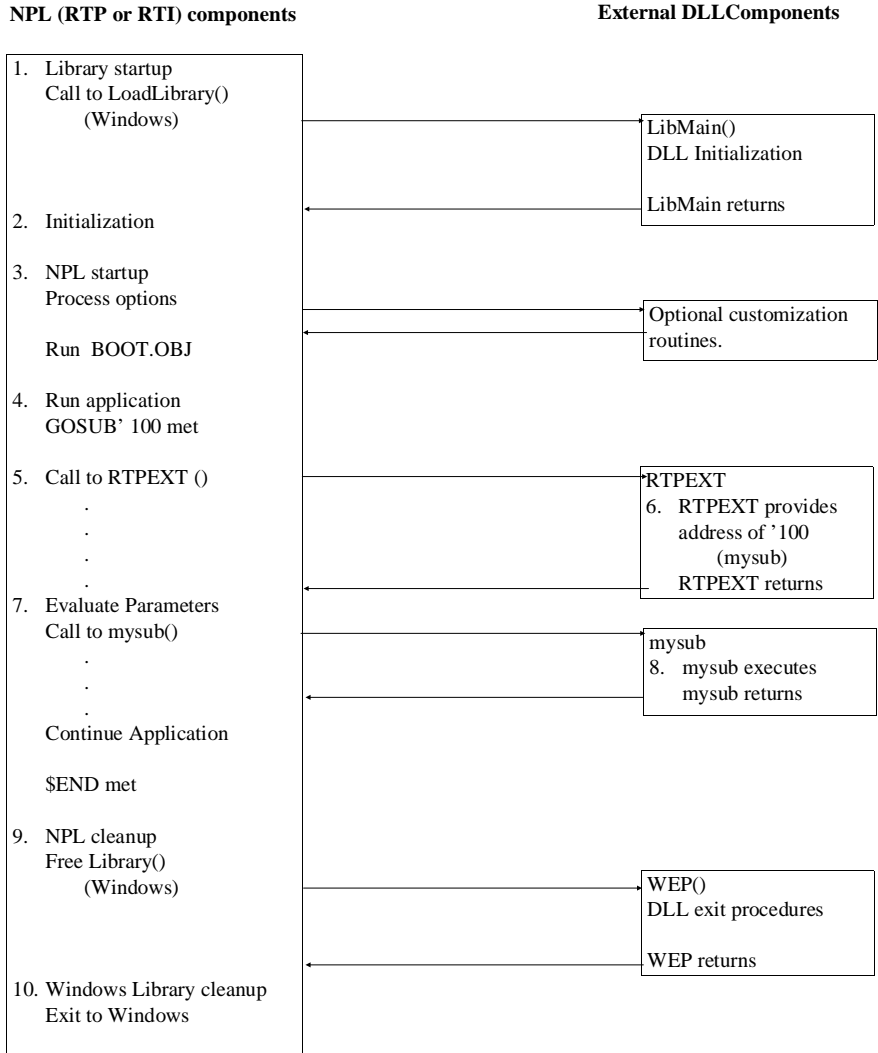 NPL (RTP or RTI) components
External DLLComponents
1. Library startup
Call to LoadLibrary()
(Windows)
LibMain()
DLL Initialization
LibMain returns
2. Initialization
3. NPL startup
Process options
Optional customization
routines.
Run BOOT.OBJ
4. Run application
GOSUB’ 100 met
5. Call to RTPEXT ()
.
.
.
.
RTPEXT
6. RTPEXT provides
address of ’100
(mysub)
RTPEXT returns
7. Evaluate Parameters
Call to mysub()
.
.
.
mysub
8. mysub executes
mysub returns
Continue Application
$END met
9. NPL cleanup
Free Library()
(Windows)
WEP()
DLL exit procedures
WEP returns
10. Windows Library cleanup
Exit to Windows